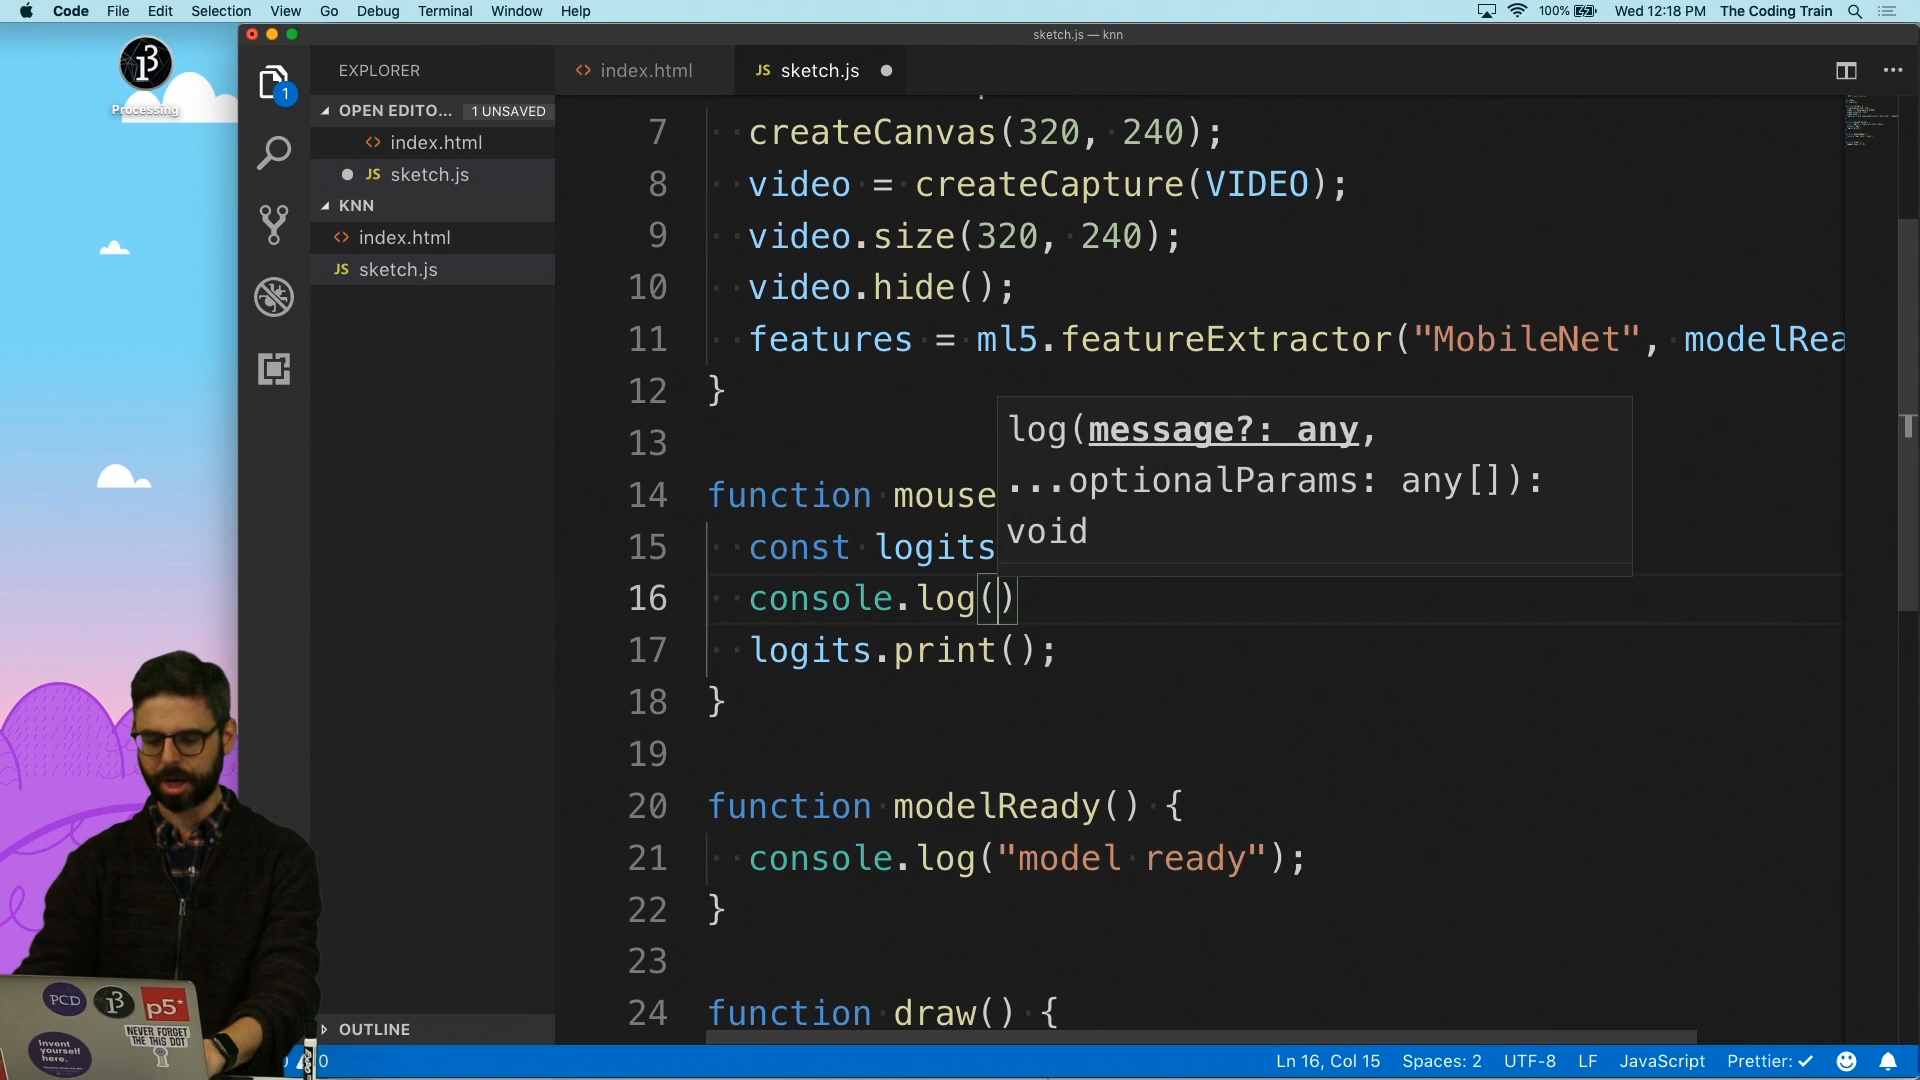 Code File Edit Selection View Go Debug Terminal Window Help 100% Wed 12:18 PM The Coding Train
sketch.js — knn
Processing
1
EXPLORER
OPEN EDITO... 1 UNSAVED
index.html
JS sketch.js
KNN
index.html
JS sketch.js
OUTLINE
index.html JS sketch.js
7 createCanvas(320, 240);
8 video = createCapture(VIDEO);
9 video.size(320, 240);
10 video.hide();
11 features = ml5.featureExtractor("MobileNet", modelRea
12 }
13
14 function mouse
15 const logits
16 console.log()
17 logits.print();
18 }
19
20 function modelReady() {
21 console.log("model ready");
22 }
23
24 function draw() {
log(message?: any,
...optionalParams: any[]):
void
PCD
p5*
NEVER FORGET
THE THIS DOT
Invent
yourself
here.
0 Ln 16, Col 15 Spaces: 2 UTF-8 LF JavaScript Prettier: ✓